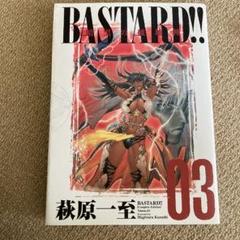 BASTARD!!
03
萩原一至
BASTARD!!
Complete Edition
Hagiwara Kazushi